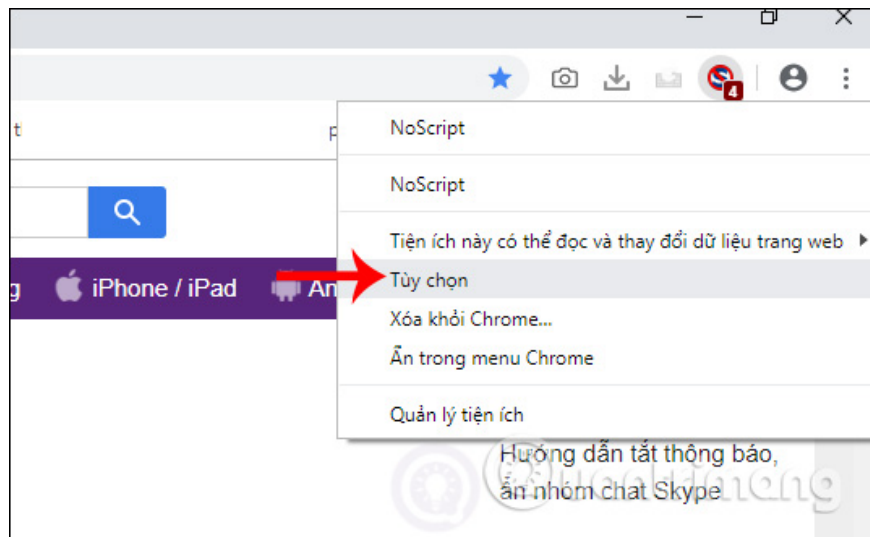 4
NoScript
NoScript
Tiện ích này có thể đọc và thay đổi dữ liệu trang web
iPhone / iPad
Tùy chọn
Xóa khỏi Chrome...
Ẩn trong menu Chrome
Quản lý tiện ích
Hướng dẫn tắt thông báo,
ẩn nhóm chat Skype
Quantrimang